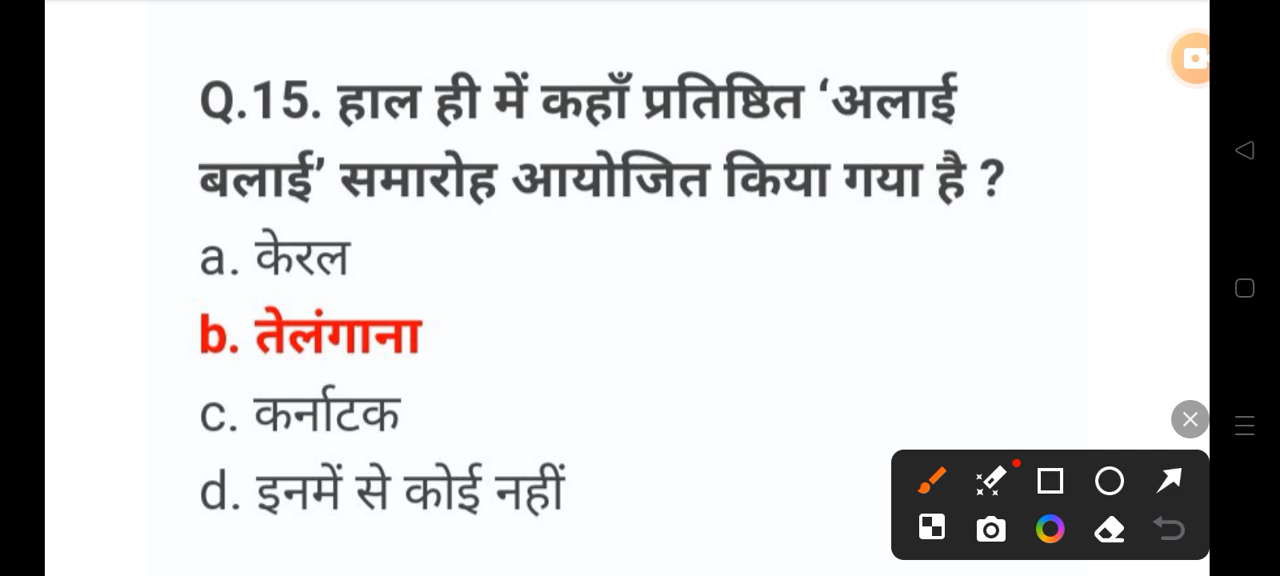 Q.15. हाल ही में कहाँ प्रतिष्ठित ‘अलाई
बलाई’ समारोह आयोजित किया गया है ?
a. केरल
b. तेलंगाना
c. कर्नाटक
d. इनमें से कोई नहीं